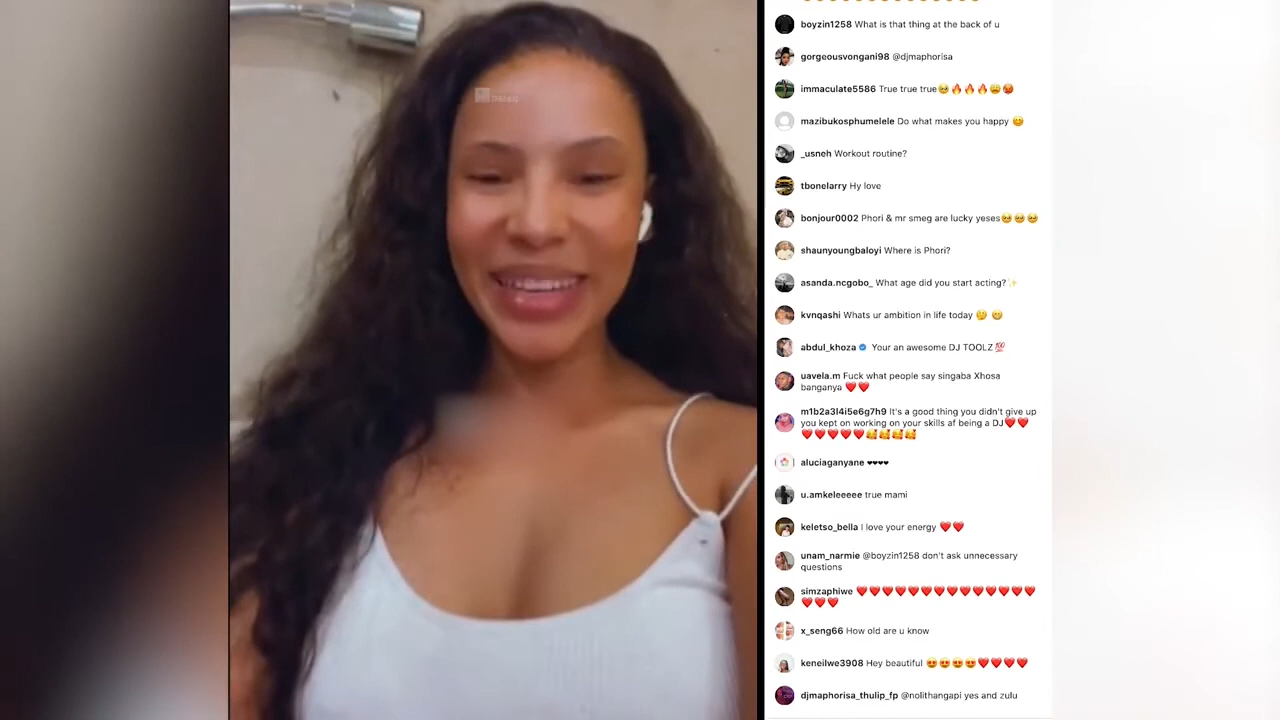 THEMJQ
boyzin1258 What is that thing at the back of u
gorgeousvongani98 @djmaphorisa
immaculate5586 True true true🥹🔥🔥🔥😩🥵
mazibukosphumelele Do what makes you happy 😊
_usneh Workout routine?
tbonelarry Hy love
bonjour0002 Phori & mr smeg are lucky yeses🥹🥹🥹
shaunyoungbaloyi Where is Phori?
asanda.ncgobo_ What age did you start acting?✨
kvnqashi Whats ur ambition in life today 🤔 😁
abdul_khoza Your an awesome DJ TOOLZ💯
uavela.m Fuck what people say singaba Xhosa
banganya ❤️❤️
m1b2a3l4i5e6g7h9 It's a good thing you didn't give up
you kept on working on your skills af being a DJ❤️❤️
❤️❤️❤️❤️❤️🥰🥰🥰🥰
aluciaganyane ❤❤❤❤
u.amkeleeeee true mami
keletso_bella I love your energy ❤️❤️
unam_narmie @boyzin1258 don't ask unnecessary
questions
simzaphiwe ❤️❤️❤️❤️❤️❤️❤️❤️❤️❤️❤️❤️❤️❤️
❤️❤️❤️
x_seng66 How old are u know
keneilwe3908 Hey beautiful 😍😍😍😍❤️❤️❤️❤️
djmaphorisa_thulip_fp @nolithangapi yes and zulu